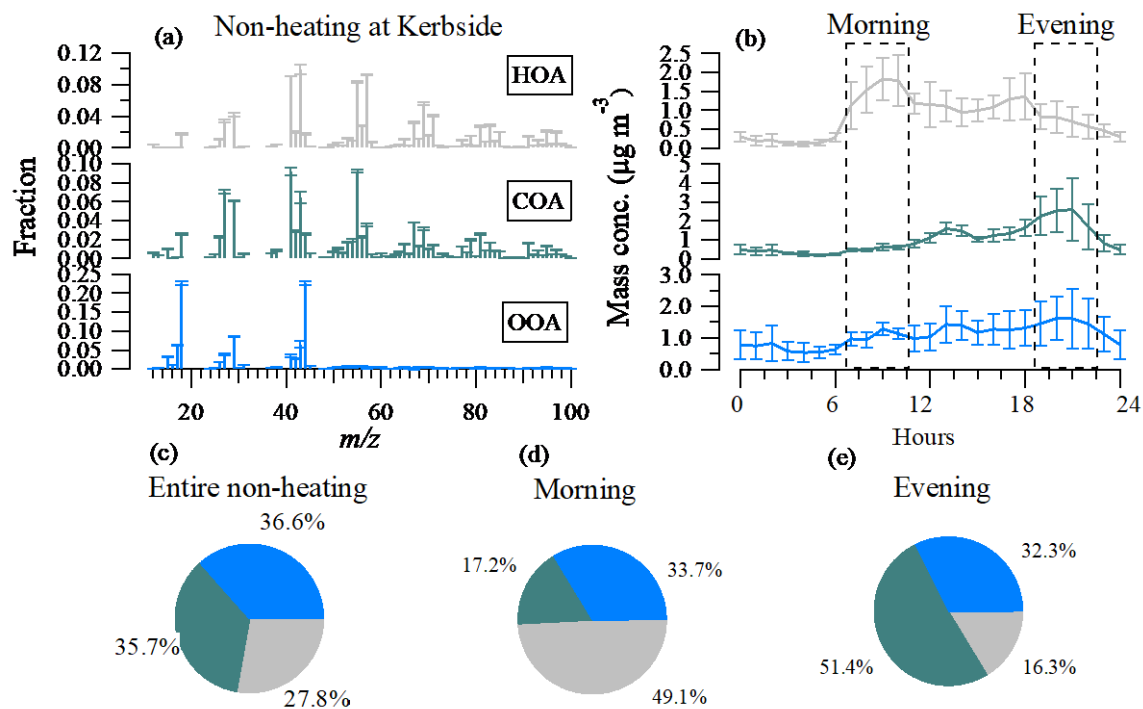 Non-heating at Kerbside
Morning
Evening
(a)
(b)
0.12
0.08
0.04
0.00
HOA
0.10
0.08
0.06
0.04
0.02
0.00
COA
0.25
0.20
0.15
0.10
0.05
0.00
OOA
Fraction
20
40
60
80
100
m/z
2.5
2.0
1.5
1.0
0.5
0.0
5
4
3
2
1
0
3.0
2.0
1.0
0.0
Mass conc. (µg m⁻³)
0
6
12
18
24
Hours
(c)
Entire non-heating
36.6%
35.7%
27.8%
(d)
Morning
17.2%
33.7%
49.1%
(e)
Evening
32.3%
51.4%
16.3%